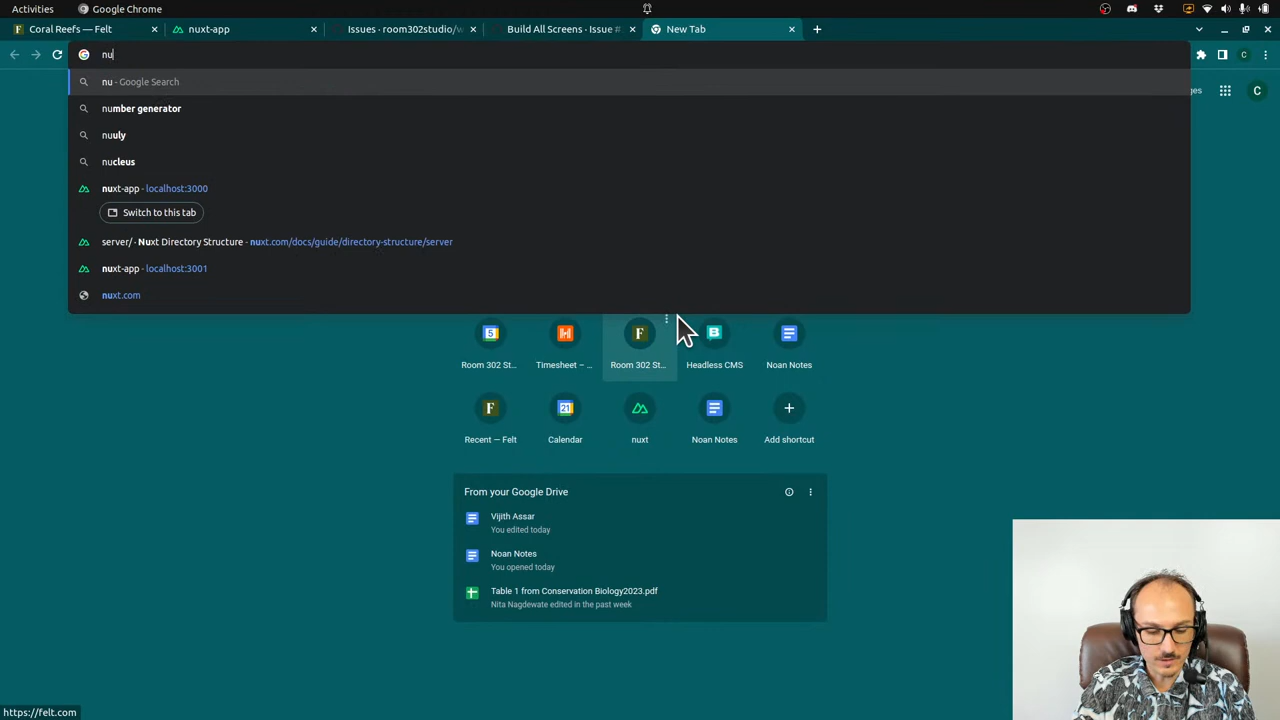 Activities Google Chrome
Coral Reefs — Felt
nuxt-app
Issues · room302studio/w
Build All Screens · Issue #
New Tab
nu
C
nu - Google Search
number generator
nuuly
nucleus
nuxt-app - localhost:3000
Switch to this tab
server/ · Nuxt Directory Structure - nuxt.com/docs/guide/directory-structure/server
nuxt-app - localhost:3001
nuxt.com
ges
C
Room 302 St...
Timesheet – ...
Room 302 St...
Headless CMS
Noan Notes
Recent — Felt
Calendar
nuxt
Noan Notes
Add shortcut
From your Google Drive
Vijith Assar
You edited today
Noan Notes
You opened today
Table 1 from Conservation Biology2023.pdf
Nita Nagdewate edited in the past week
https://felt.com